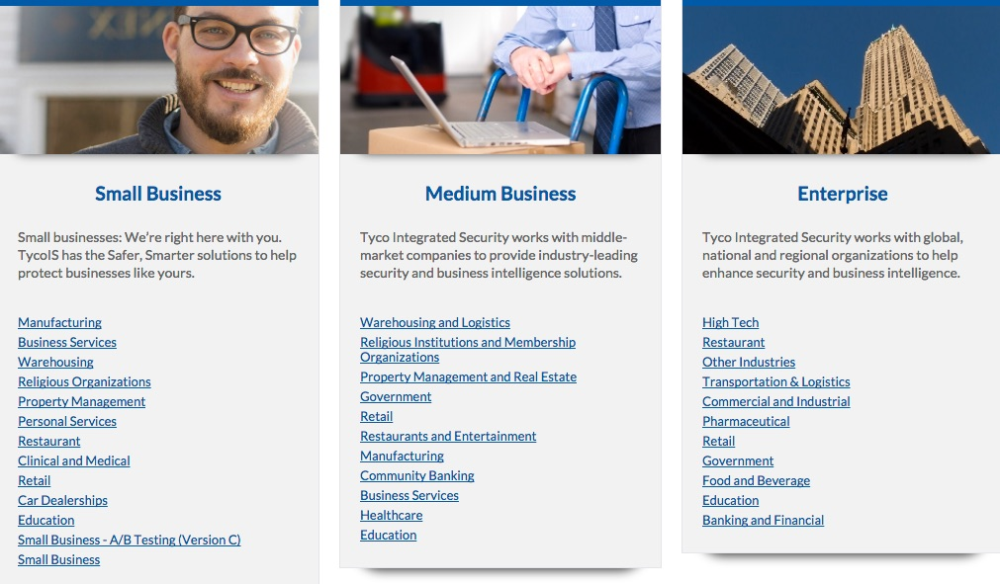 Small Business
Small businesses: We're right here with you.
TycoIS has the Safer, Smarter solutions to help
protect businesses like yours.
Manufacturing
Business Services
Warehousing
Religious Organizations
Property Management
Personal Services
Restaurant
Clinical and Medical
Retail
Car Dealerships
Education
Small Business - A/B Testing (Version C)
Small Business
Medium Business
Tyco Integrated Security works with middle-
market companies to provide industry-leading
security and business intelligence solutions.
Warehousing and Logistics
Religious Institutions and Membership
Organizations
Property Management and Real Estate
Government
Retail
Restaurants and Entertainment
Manufacturing
Community Banking
Business Services
Healthcare
Education
Enterprise
Tyco Integrated Security works with global,
national and regional organizations to help
enhance security and business intelligence.
High Tech
Restaurant
Other Industries
Transportation & Logistics
Commercial and Industrial
Pharmaceutical
Retail
Government
Food and Beverage
Education
Banking and Financial